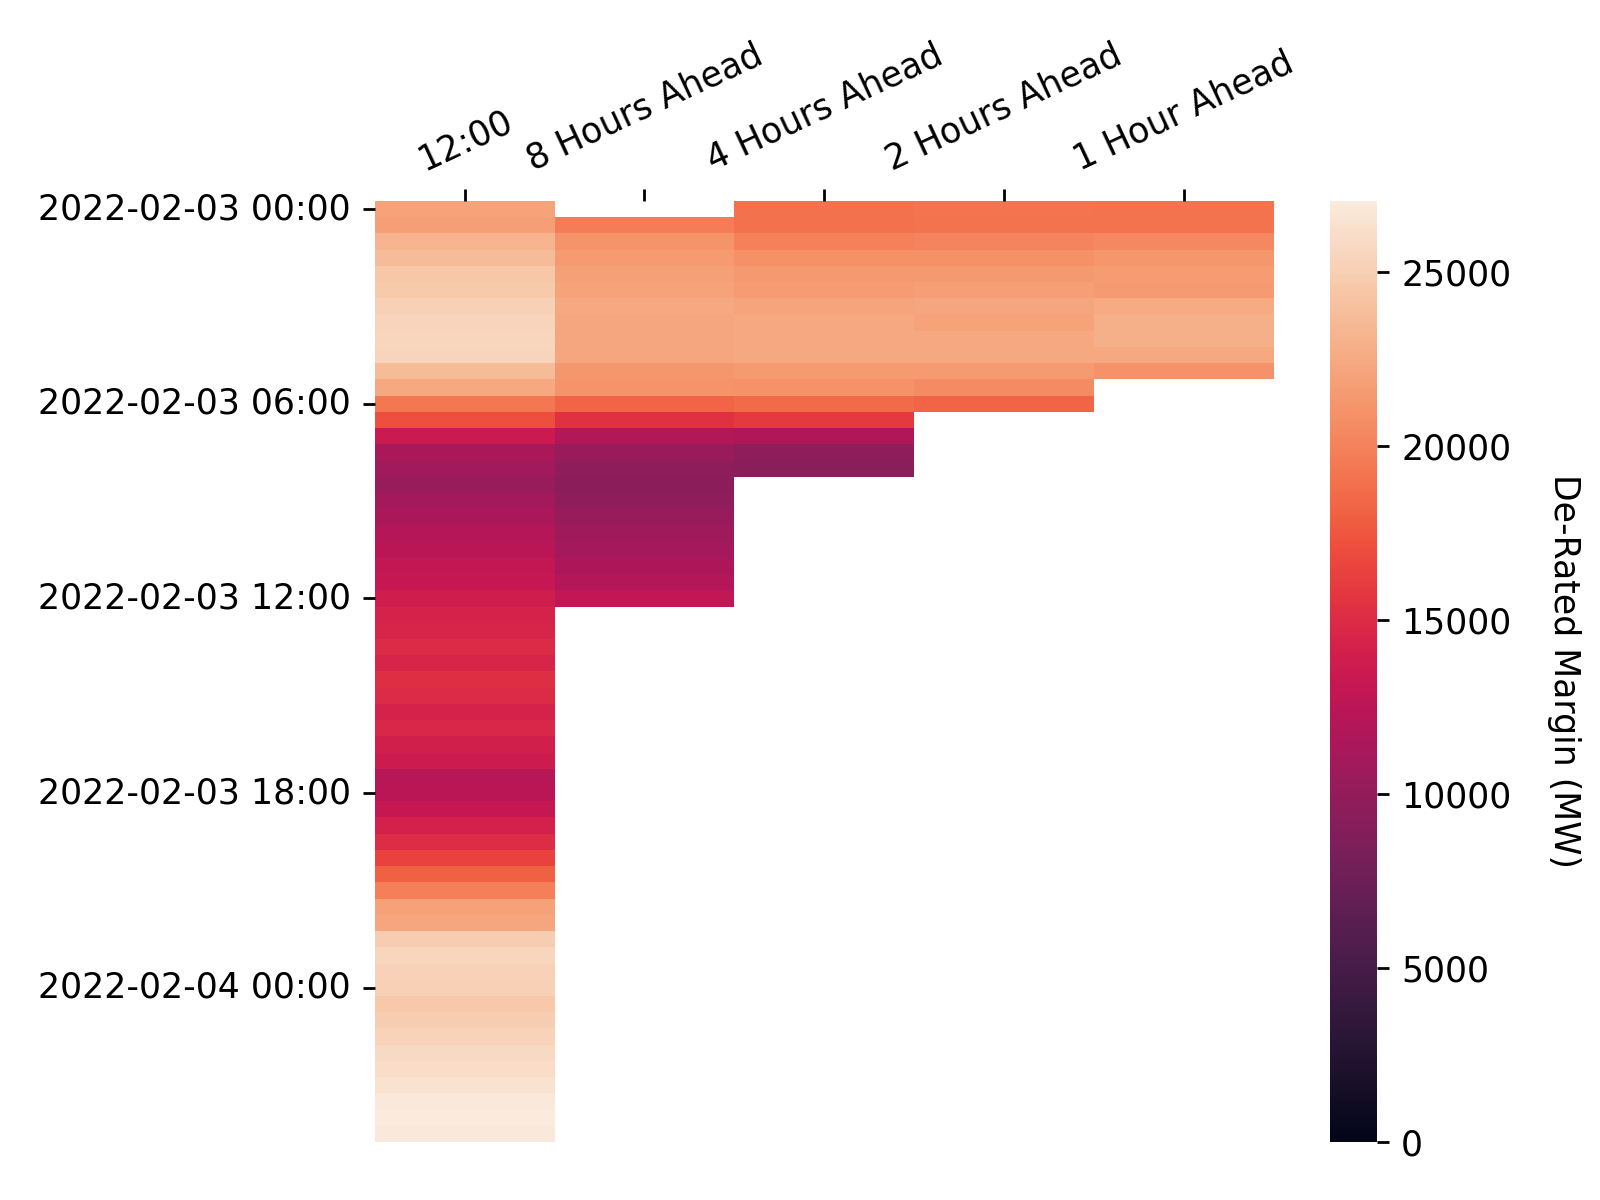 12:00
8 Hours Ahead
4 Hours Ahead
2 Hours Ahead
1 Hour Ahead
2022-02-03 00:00
2022-02-03 06:00
2022-02-03 12:00
2022-02-03 18:00
2022-02-04 00:00
25000
20000
15000
10000
5000
0
De-Rated Margin (MW)